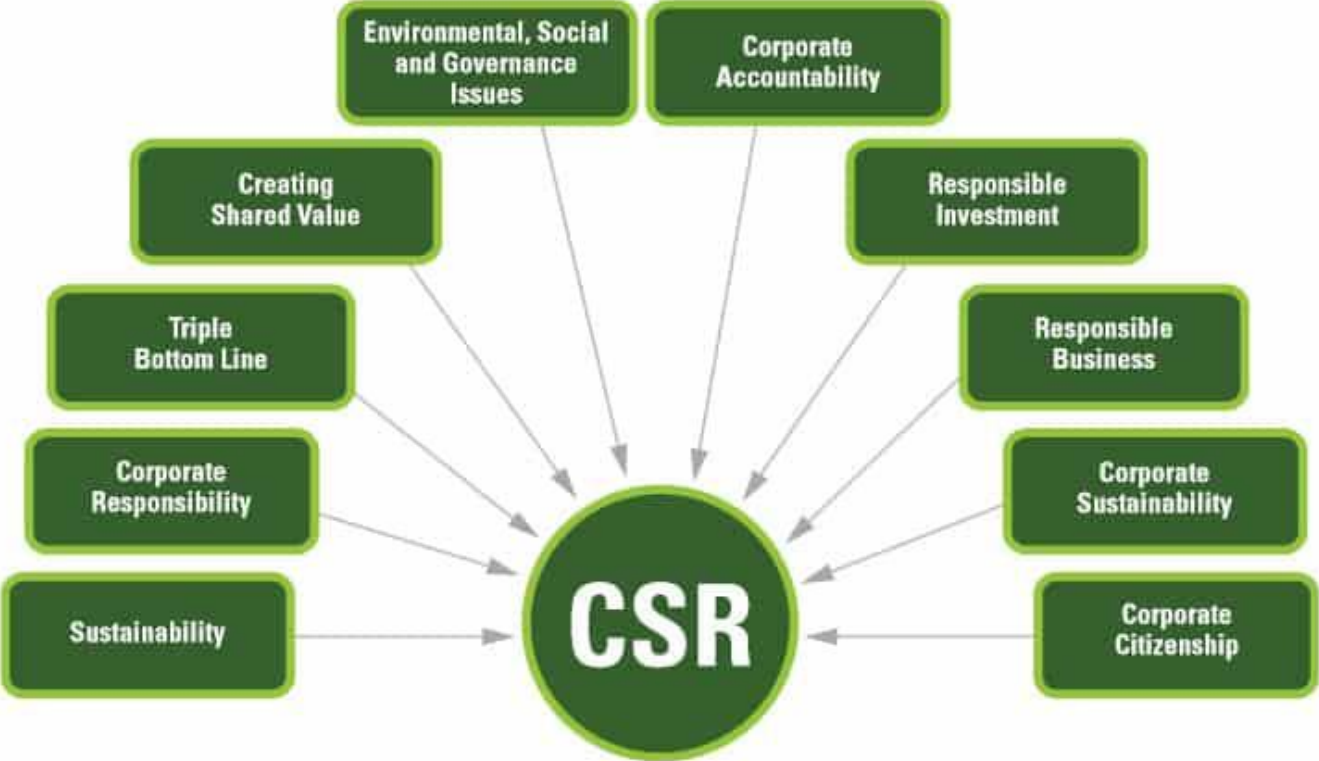 Environmental, Social
and Governance
Issues
Corporate
Accountability
Creating
Shared Value
Responsible
Investment
Triple
Bottom Line
Responsible
Business
Corporate
Responsibility
Corporate
Sustainability
Sustainability
Corporate
Citizenship
CSR